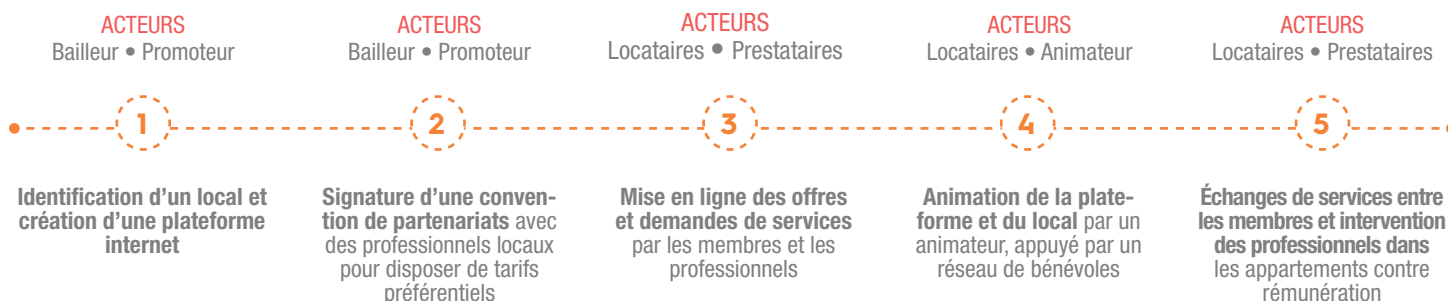 ACTEURS
Bailleur • Promoteur
1
Identification d’un local et
création d’une plateforme
internet
ACTEURS
Bailleur • Promoteur
2
Signature d’une conven-
tion de partenariats avec
des professionnels locaux
pour disposer de tarifs
préférentiels
ACTEURS
Locataires • Prestataires
3
Mise en ligne des offres
et demandes de services
par les membres et les
professionnels
ACTEURS
Locataires • Animateur
4
Animation de la plate-
forme et du local par un
animateur, appuyé par un
réseau de bénévoles
ACTEURS
Locataires • Prestataires
5
Échanges de services entre
les membres et intervention
des professionnels dans
les appartements contre
rémunération